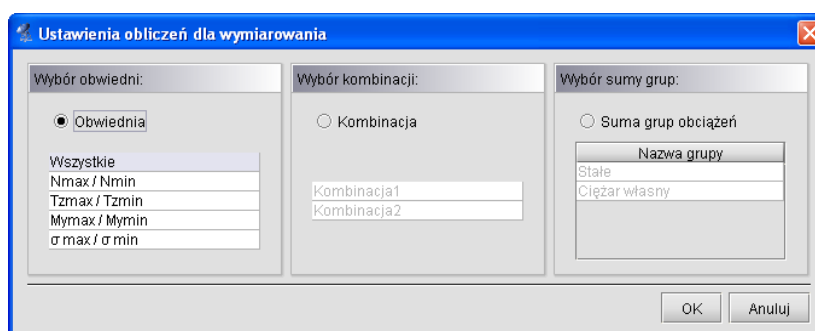 Ustawienia obliczeń dla wymiarowania
Wybór obwiedni:
Obwiednia
Wszystkie
Nmax / Nmin
Tzmax / Tzmin
Mymax / Mymin
σ max / σ min
Wybór kombinacji:
Kombinacja
Kombinacja1
Kombinacja2
Wybór sumy grup:
Suma grup obciążeń
Nazwa grupy
Stałe
Ciężar własny
OK
Anuluj